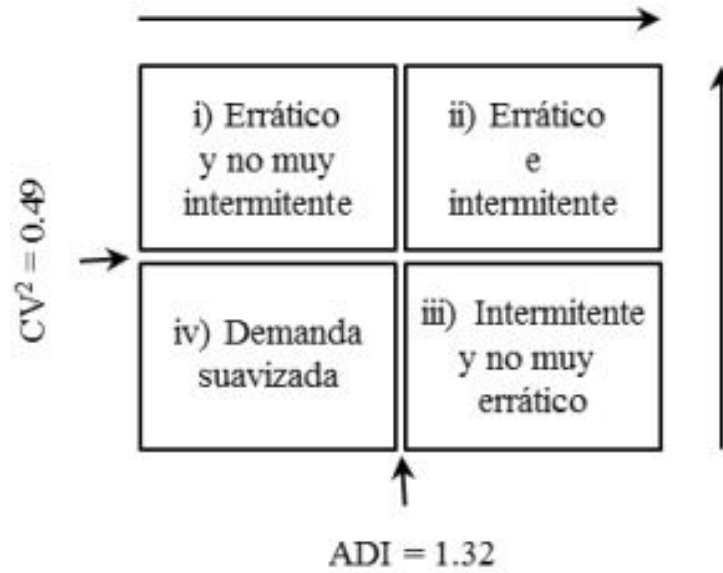 i) Errático
y no muy
intermitente
ii) Errático
e
intermitente
CV² = 0.49
iv) Demanda
suavizada
iii) Intermitente
y no muy
errático
ADI = 1.32